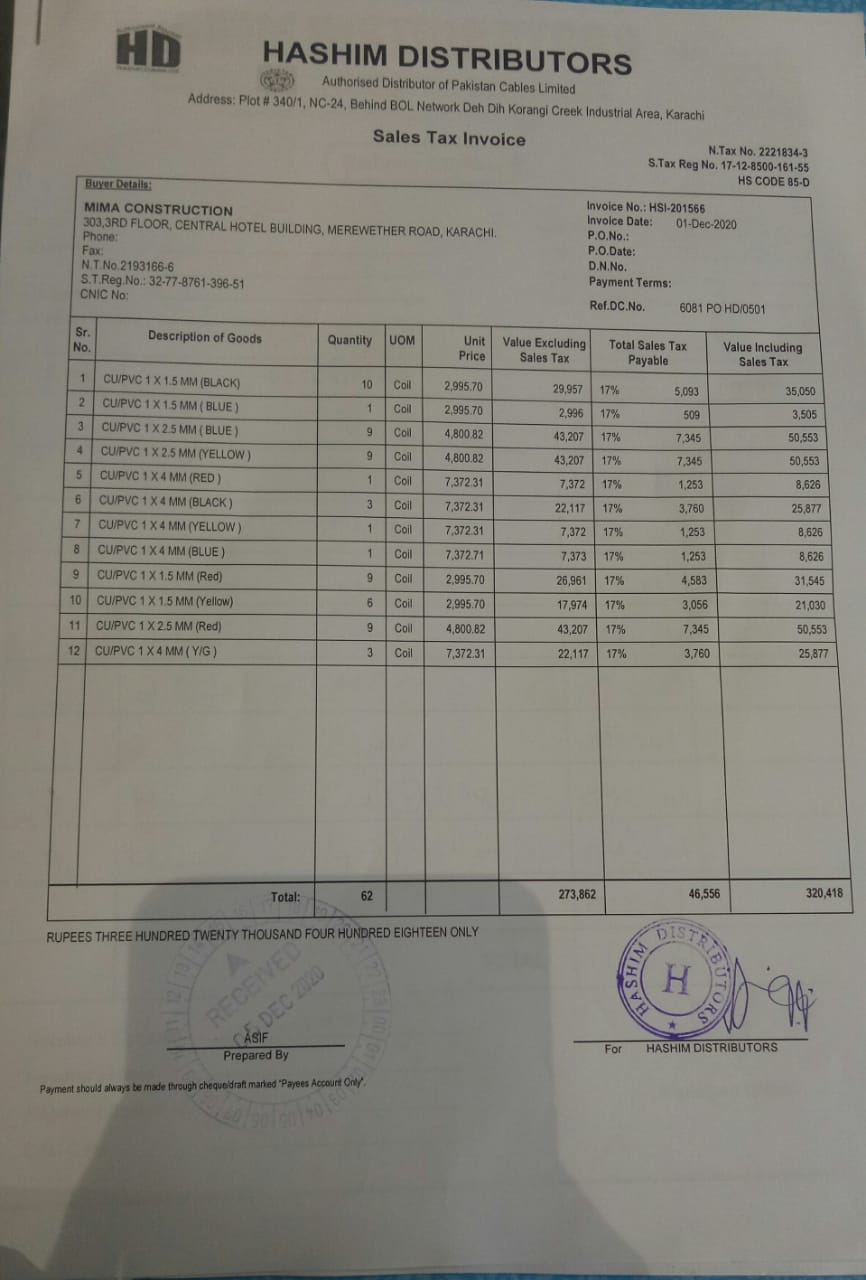 HD
HASHIM DISTRIBUTORS
Authorised Distributor of Pakistan Cables Limited
Address: Plot # 340/1, NC-24, Behind BOL Network Deh Dih Korangi Creek Industrial Area, Karachi
Sales Tax Invoice
N.Tax No. 2221834-3
S.Tax Reg No. 17-12-8500-161-55
HS CODE 85-D
Buyer Details:
MIMA CONSTRUCTION
303,3RD FLOOR, CENTRAL HOTEL BUILDING, MEREWETHER ROAD, KARACHI.
Phone:
Fax:
N.T.No.2193166-6
S.T.Reg.No.: 32-77-8761-396-51
CNIC No:
Invoice No.: HSI-201566
Invoice Date: 01-Dec-2020
P.O.No.:
P.O.Date:
D.N.No.
Payment Terms:
Ref.DC.No. 6081 PO HD/0501
Sr. No. Description of Goods Quantity UOM Unit Price Value Excluding Sales Tax Total Sales Tax Payable Value Including Sales Tax
1 CU/PVC 1 X 1.5 MM (BLACK) 10 Coil 2,995.70 29,957 17% 5,093 35,050
2 CU/PVC 1 X 1.5 MM ( BLUE ) 1 Coil 2,995.70 2,996 17% 509 3,505
3 CU/PVC 1 X 2.5 MM ( BLUE ) 9 Coil 4,800.82 43,207 17% 7,345 50,553
4 CU/PVC 1 X 2.5 MM (YELLOW ) 9 Coil 4,800.82 43,207 17% 7,345 50,553
5 CU/PVC 1 X 4 MM (RED ) 1 Coil 7,372.31 7,372 17% 1,253 8,626
6 CU/PVC 1 X 4 MM (BLACK ) 3 Coil 7,372.31 22,117 17% 3,760 25,877
7 CU/PVC 1 X 4 MM (YELLOW ) 1 Coil 7,372.31 7,372 17% 1,253 8,626
8 CU/PVC 1 X 4 MM (BLUE ) 1 Coil 7,372.71 7,373 17% 1,253 8,626
9 CU/PVC 1 X 1.5 MM (Red) 9 Coil 2,995.70 26,961 17% 4,583 31,545
10 CU/PVC 1 X 1.5 MM (Yellow) 6 Coil 2,995.70 17,974 17% 3,056 21,030
11 CU/PVC 1 X 2.5 MM (Red) 9 Coil 4,800.82 43,207 17% 7,345 50,553
12 CU/PVC 1 X 4 MM ( Y/G ) 3 Coil 7,372.31 22,117 17% 3,760 25,877
Total: 62 273,862 46,556 320,418
RUPEES THREE HUNDRED TWENTY THOUSAND FOUR HUNDRED EIGHTEEN ONLY
RECEIVED
DEC 2020
ASIF
Prepared By
HASHIM DISTRIBUTORS
H
For HASHIM DISTRIBUTORS
Payment should always be made through cheque/draft marked "Payees Account Only".